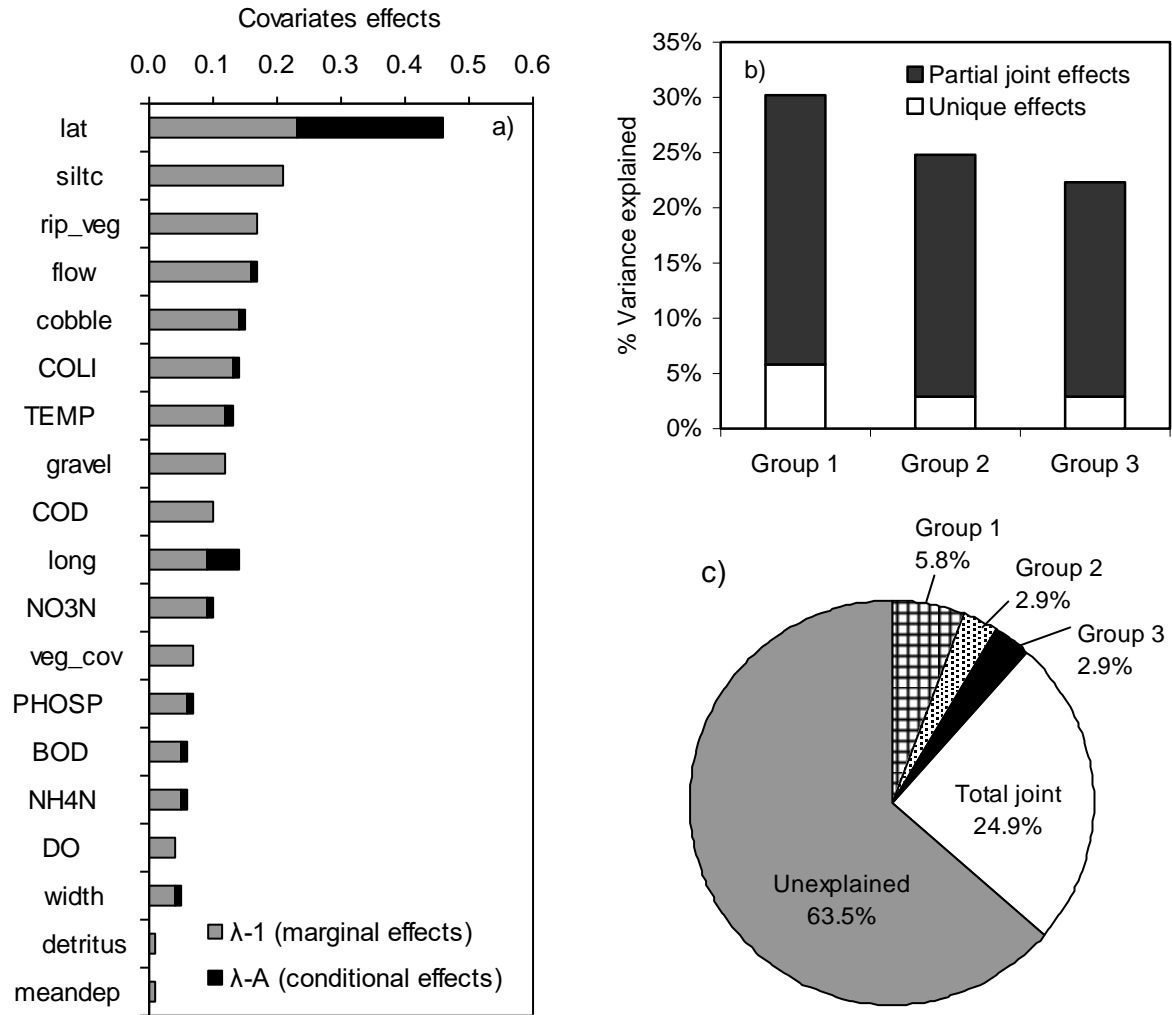 Covariates effects
0.0 0.1 0.2 0.3 0.4 0.5 0.6
a)
lat
siltc
rip_veg
flow
cobble
COLI
TEMP
gravel
COD
long
NO3N
veg_cov
PHOSP
BOD
NH4N
DO
width
detritus
meandep
λ-1 (marginal effects)
λ-A (conditional effects)
b)
Partial joint effects
Unique effects
% Variance explained
35%
30%
25%
20%
15%
10%
5%
0%
Group 1 Group 2 Group 3
c)
Group 1
5.8%
Group 2
2.9%
Group 3
2.9%
Total joint
24.9%
Unexplained
63.5%